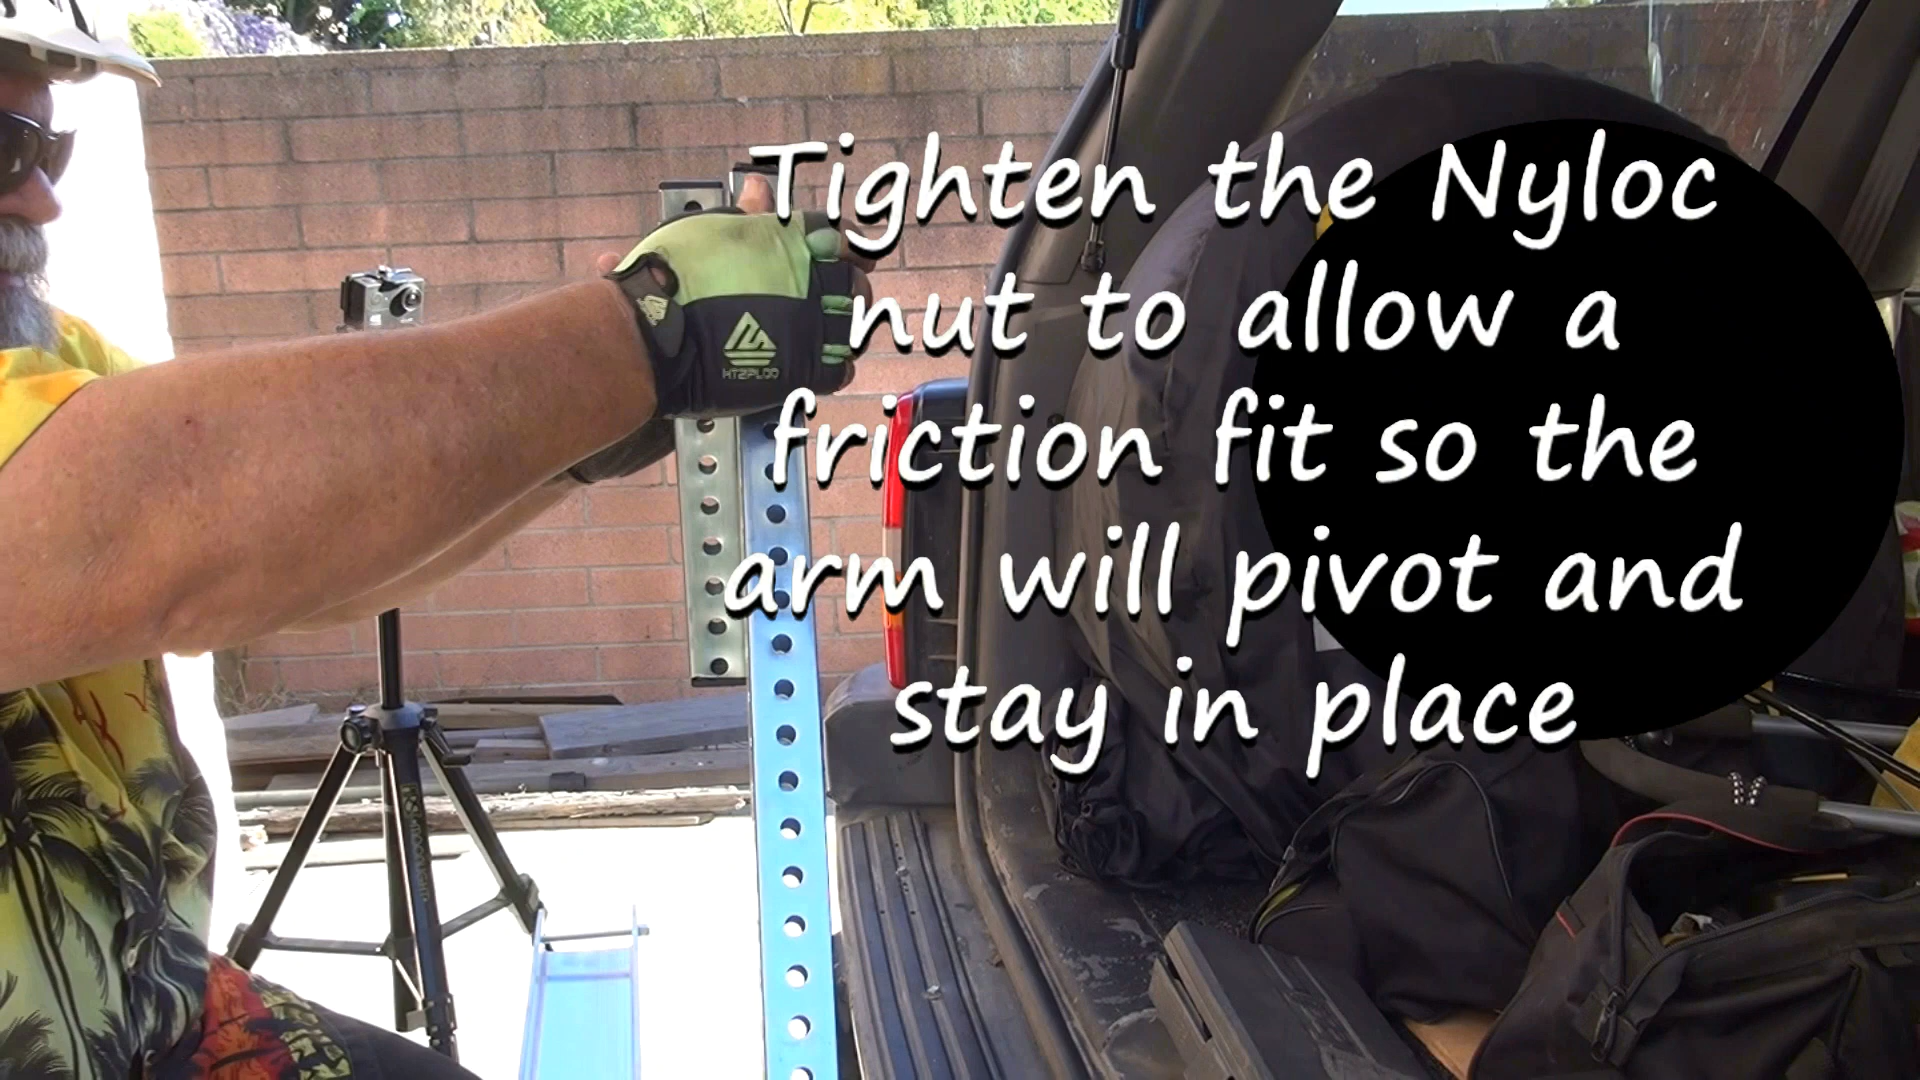 Tighten the Nyloc
nut to allow a
friction fit so the
arm will pivot and
stay in place
HTZPLOO